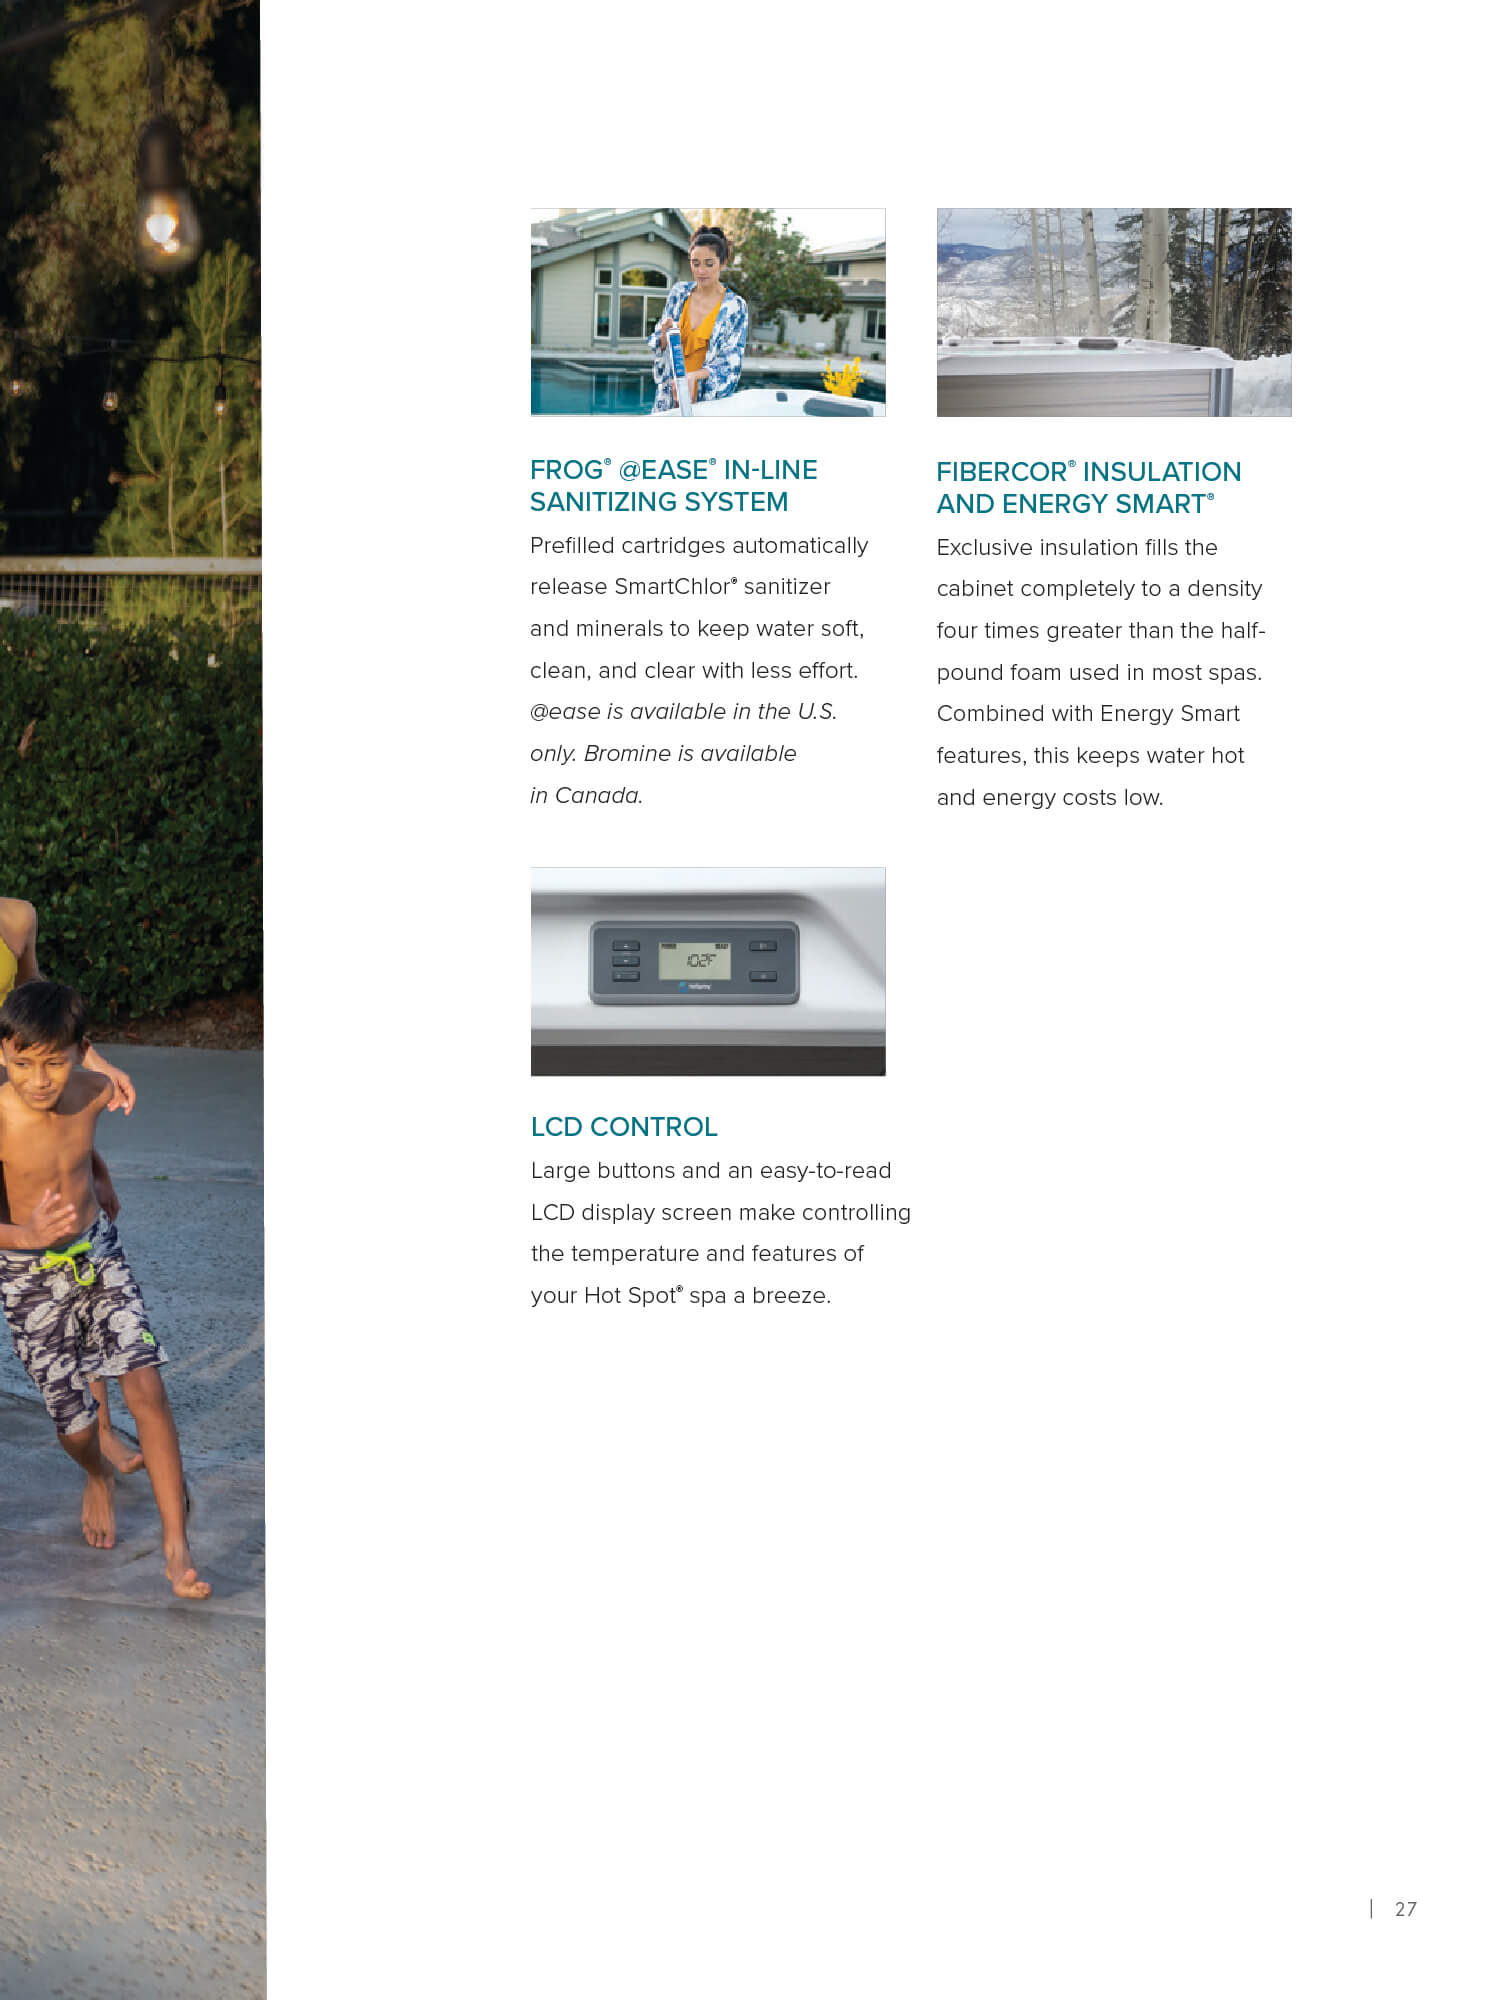 FROG® @EASE® IN-LINE
SANITIZING SYSTEM
Prefilled cartridges automatically
release SmartChlor® sanitizer
and minerals to keep water soft,
clean, and clear with less effort.
@ease is available in the U.S.
only. Bromine is available
in Canada.
FIBERCOR® INSULATION
AND ENERGY SMART®
Exclusive insulation fills the
cabinet completely to a density
four times greater than the half-
pound foam used in most spas.
Combined with Energy Smart
features, this keeps water hot
and energy costs low.
POWER READY
102°F
HotSpring
LCD CONTROL
Large buttons and an easy-to-read
LCD display screen make controlling
the temperature and features of
your Hot Spot® spa a breeze.
| 27